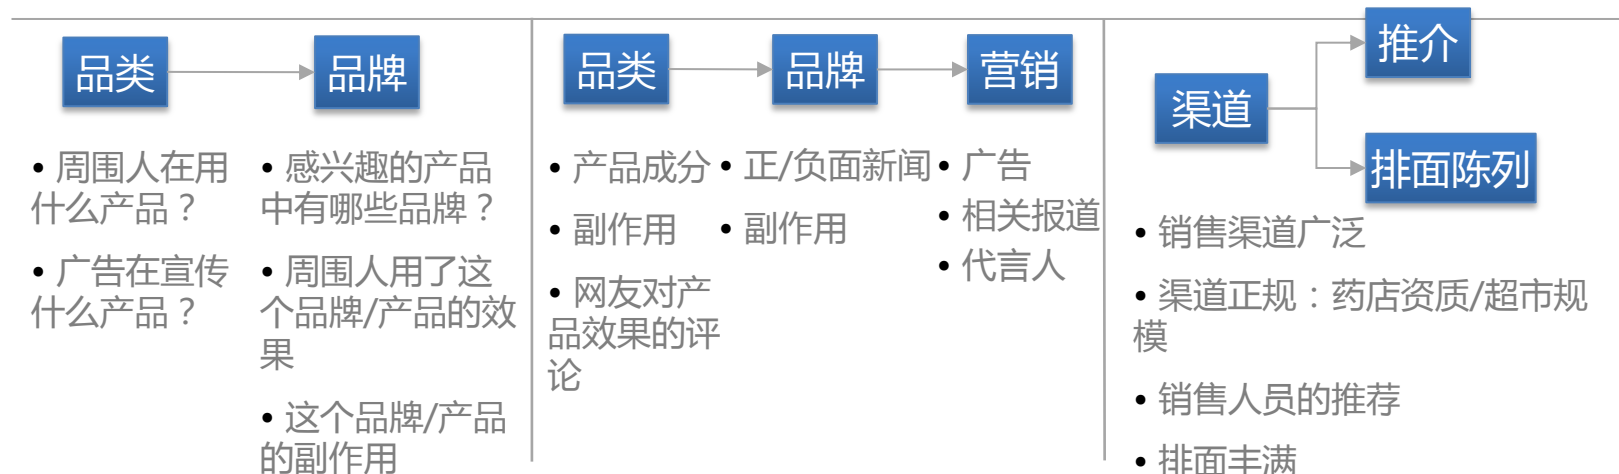 品类
品牌
• 周围人在用
什么产品？
• 广告在宣传
什么产品？
• 感兴趣的产品
中有哪些品牌？
• 周围人用了这
个品牌/产品的效
果
• 这个品牌/产品
的副作用
品类
品牌
营销
• 产品成分
• 副作用
• 网友对产
品效果的评
论
• 正/负面新闻
• 副作用
• 广告
• 相关报道
• 代言人
渠道
推介
排面陈列
• 销售渠道广泛
• 渠道正规：药店资质/超市规
模
• 销售人员的推荐
• 排面丰满